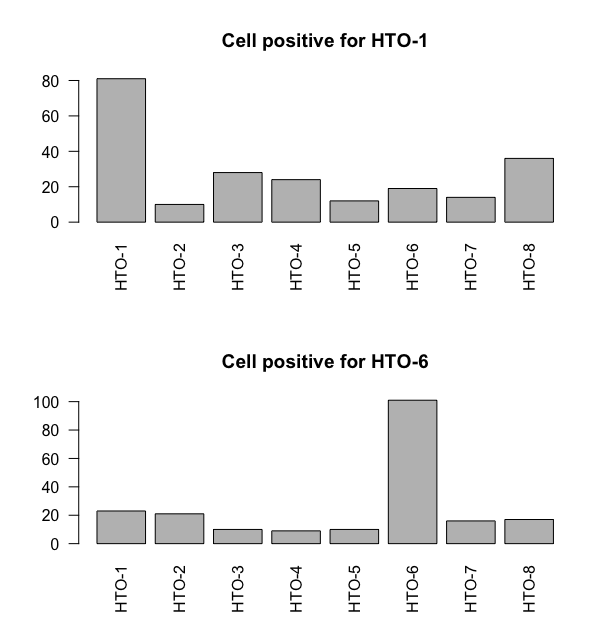 Cell positive for HTO-1
80
60
40
20
0
HTO-1 HTO-2 HTO-3 HTO-4 HTO-5 HTO-6 HTO-7 HTO-8
Cell positive for HTO-6
100
80
60
40
20
0
HTO-1 HTO-2 HTO-3 HTO-4 HTO-5 HTO-6 HTO-7 HTO-8